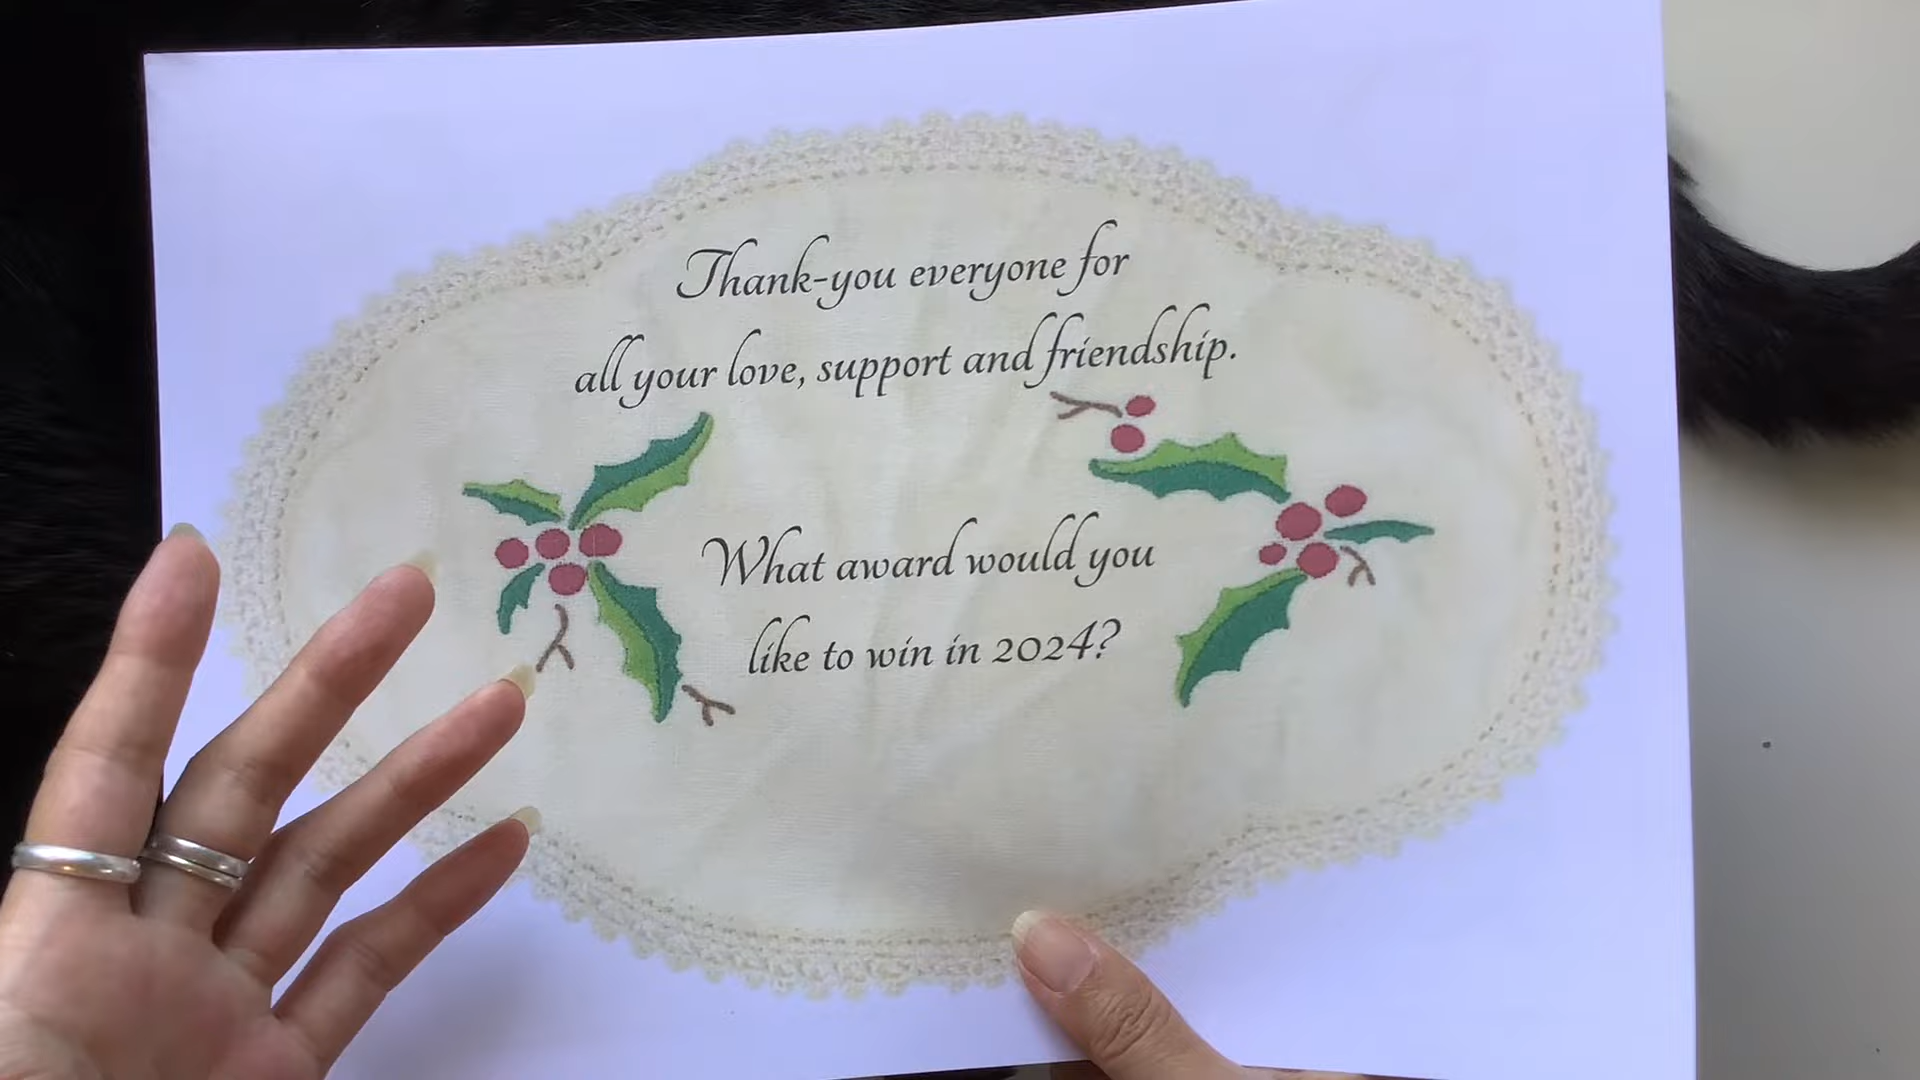 Thank-you everyone for
all your love, support and friendship.
What award would you
like to win in 2024?